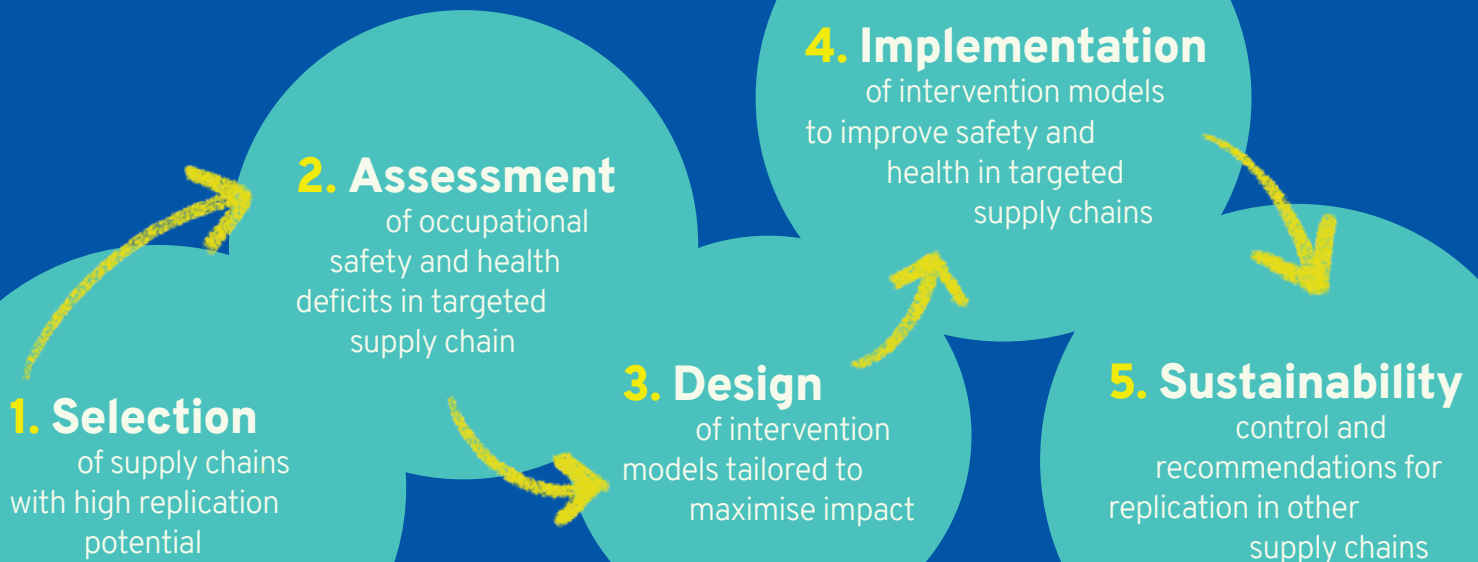 1. Selection
of supply chains
with high replication
potential
2. Assessment
of occupational
safety and health
deficits in targeted
supply chain
3. Design
of intervention
models tailored to
maximise impact
4. Implementation
of intervention models
to improve safety and
health in targeted
supply chains
5. Sustainability
control and
recommendations for
replication in other
supply chains